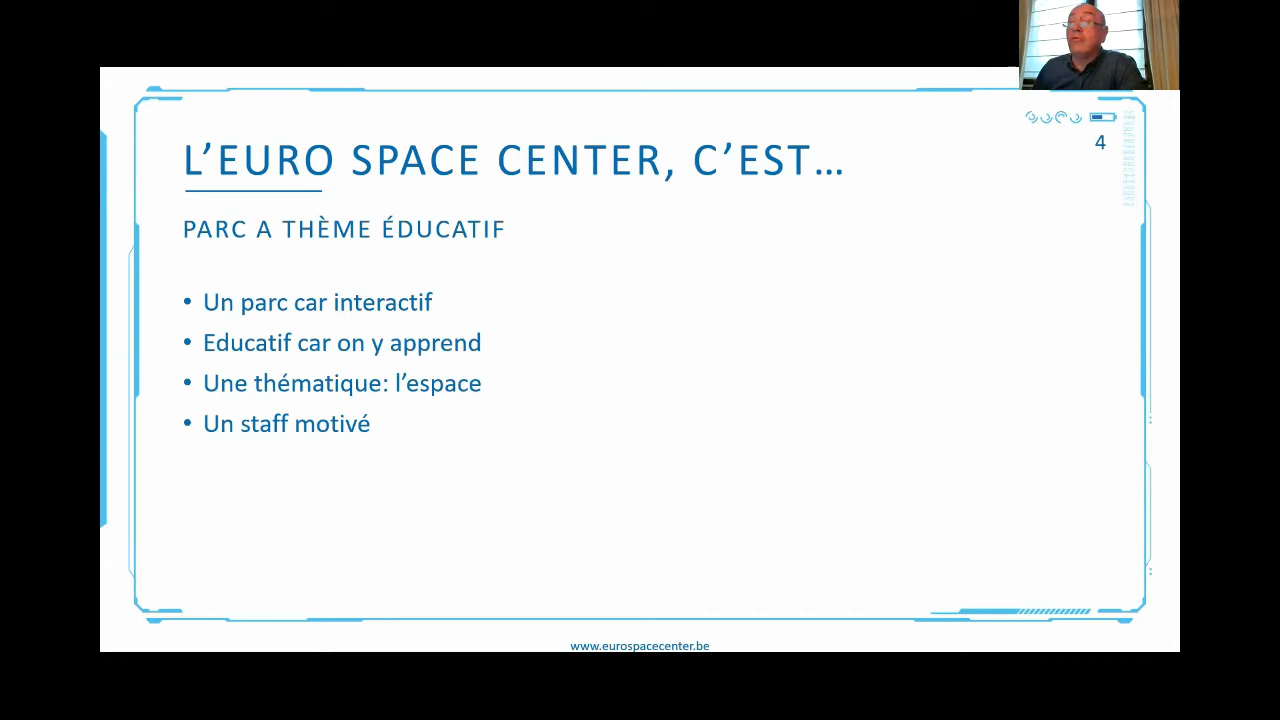 L’EURO SPACE CENTER, C’EST…
4
PARC A THÈME ÉDUCATIF
• Un parc car interactif
• Educatif car on y apprend
• Une thématique: l’espace
• Un staff motivé
www.eurospacecenter.be